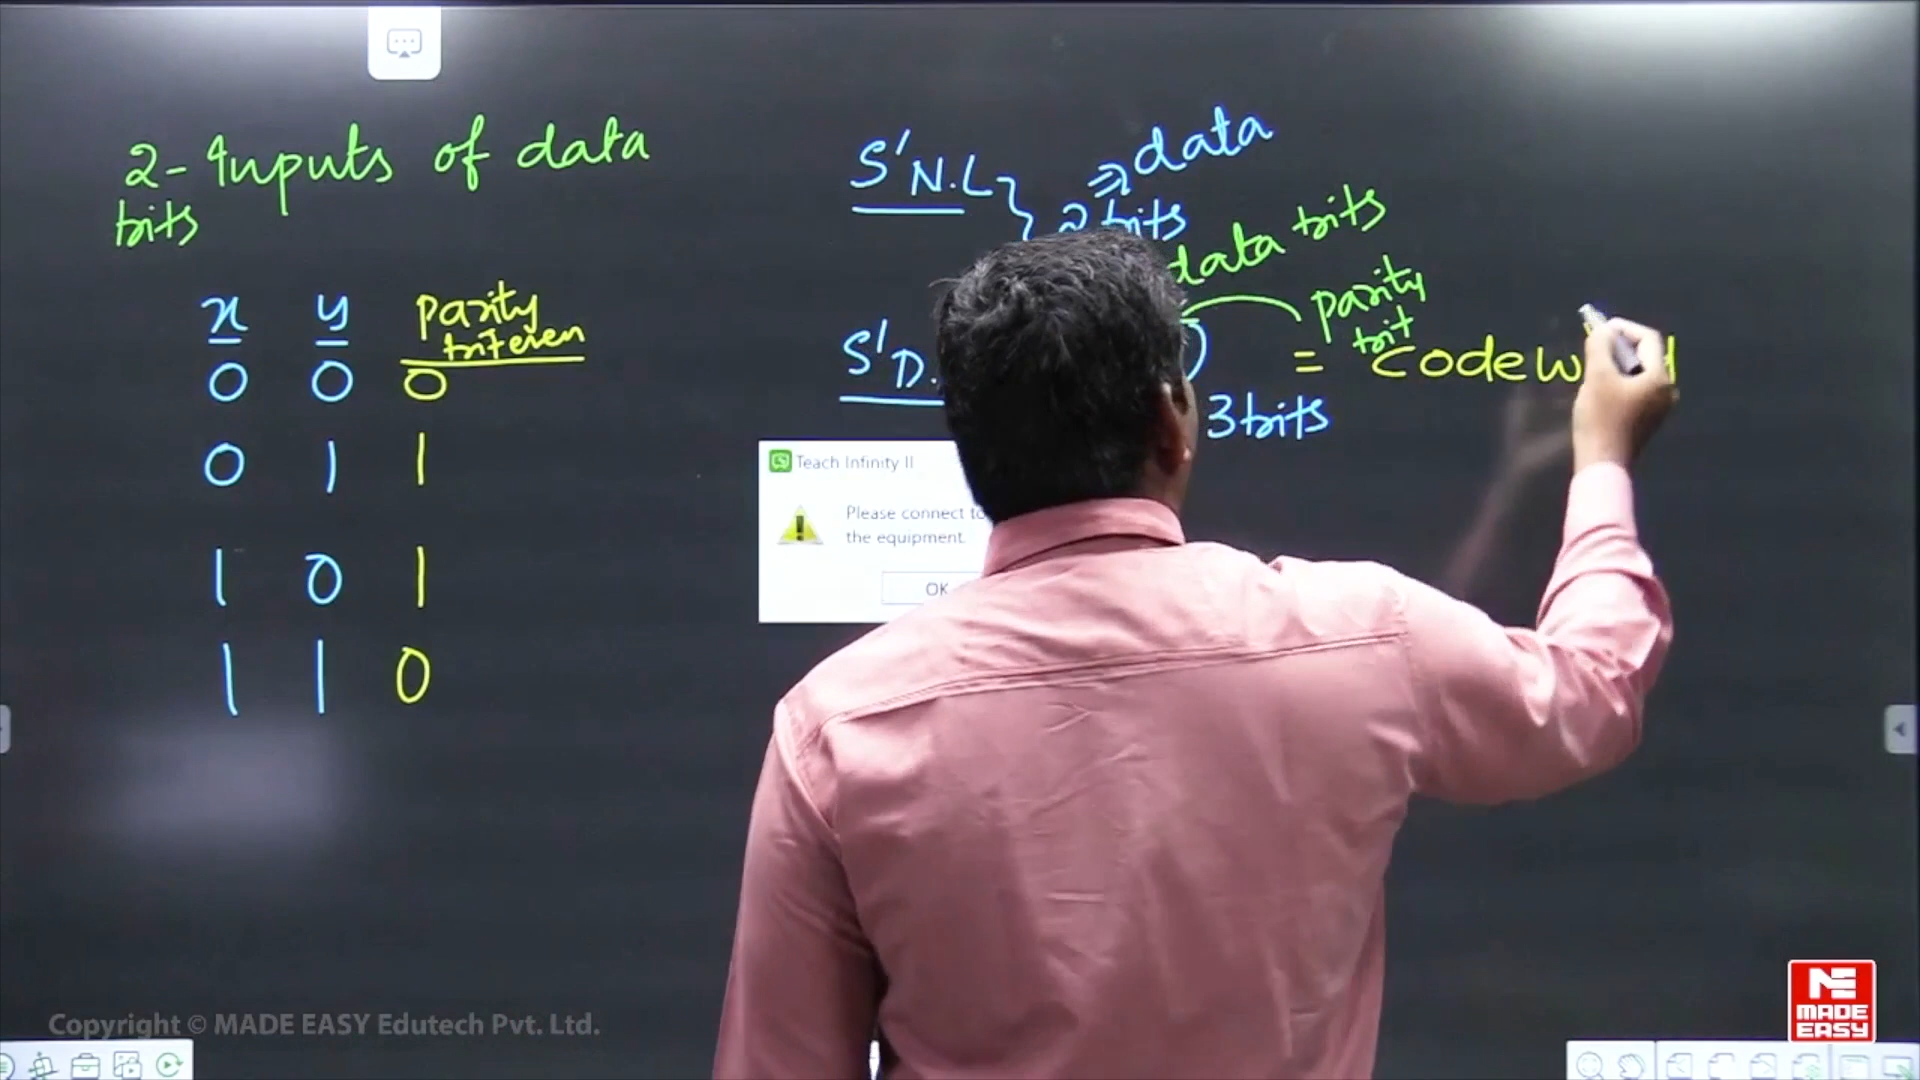 2-Inputs of data
bits
x y parity
bit even
0 0 0
0 1 1
1 0 1
1 1 0
S'N.L } ⇒ data
2 bits
data bits
parity
bit
S'D.
= codew
3 bits
Teach Infinity II
Please connect to
the equipment.
OK
Copyright © MADE EASY Edutech Pvt. Ltd.
ME
MADE
EASY